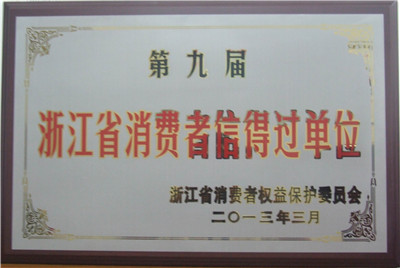 第九届
浙江省消费者信得过单位
浙江省消费者权益保护委员会
二〇一三年三月